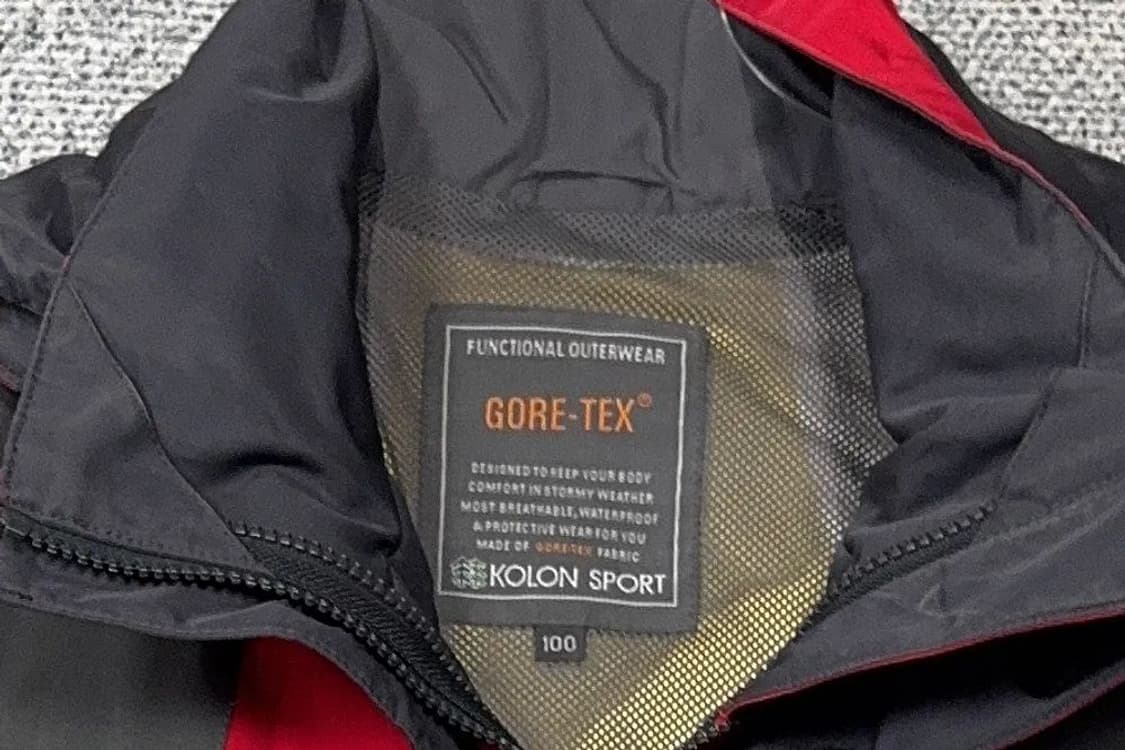 FUNCTIONAL OUTERWEAR
GORE-TEX®
DESIGNED TO KEEP YOUR BODY
COMFORT IN STORMY WEATHER
MOST BREATHABLE, WATERPROOF
& PROTECTIVE WEAR FOR YOU
MADE OF GORE-TEX FABRIC
KOLON SPORT
100